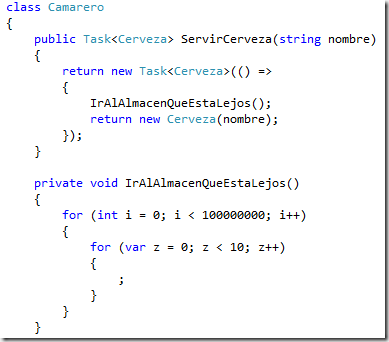 class Camarero
{
    public Task<Cerveza> ServirCerveza(string nombre)
    {
        return new Task<Cerveza>(() =>
        {
            IrAlAlmacenQueEstaLejos();
            return new Cerveza(nombre);
        });
    }

    private void IrAlAlmacenQueEstaLejos()
    {
        for (int i = 0; i < 100000000; i++)
        {
            for (var z = 0; z < 10; z++)
            {
                ;
            }
        }
    }